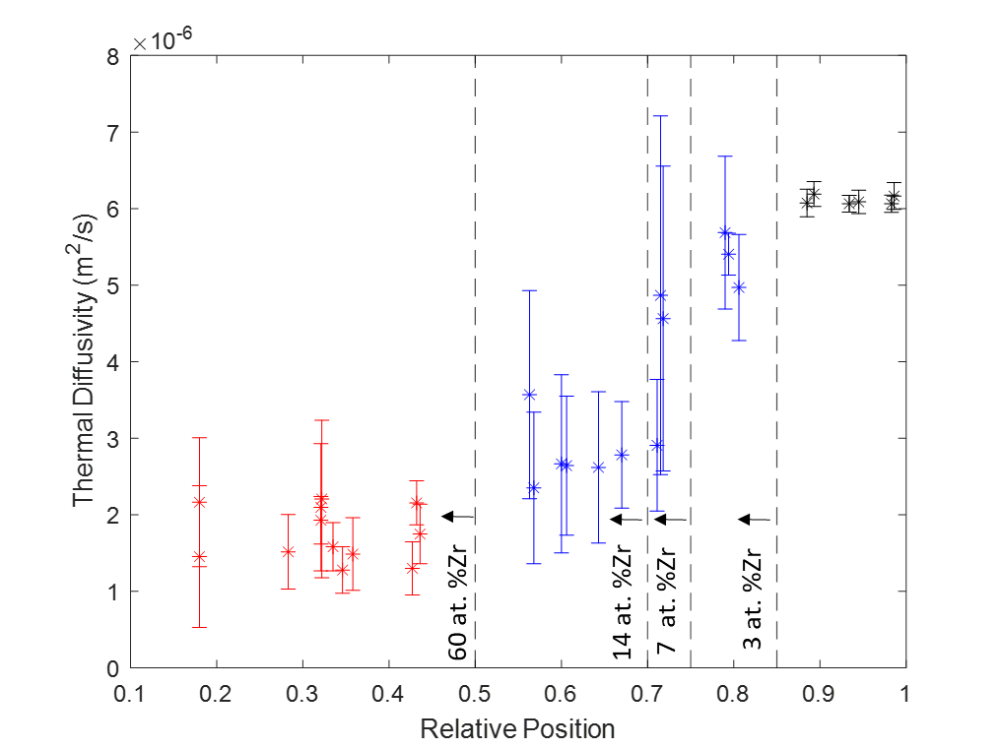 ×10-6
8
7
6
5
4
3
2
1
0
Thermal Diffusivity (m2/s)
60 at. %Zr
14 at. %Zr
7 at. %Zr
3 at. %Zr
0.1 0.2 0.3 0.4 0.5 0.6 0.7 0.8 0.9 1
Relative Position